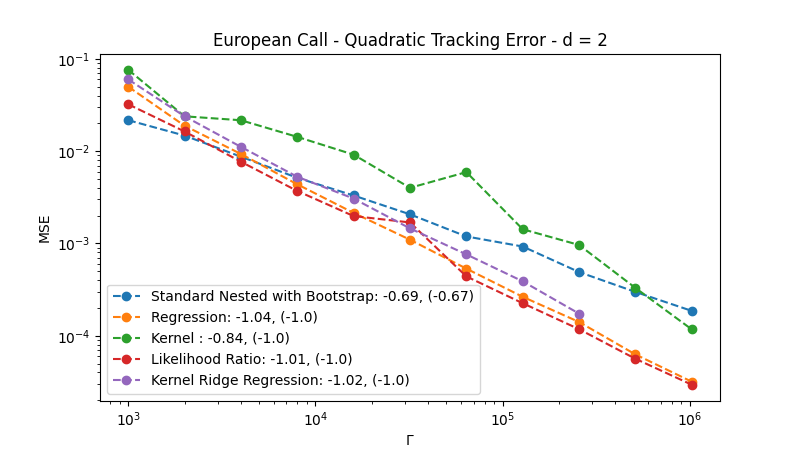 European Call - Quadratic Tracking Error - d = 2
MSE
10⁻¹
10⁻²
10⁻³
10⁻⁴
Standard Nested with Bootstrap: -0.69, (-0.67)
Regression: -1.04, (-1.0)
Kernel : -0.84, (-1.0)
Likelihood Ratio: -1.01, (-1.0)
Kernel Ridge Regression: -1.02, (-1.0)
10³ 10⁴ 10⁵ 10⁶
Γ